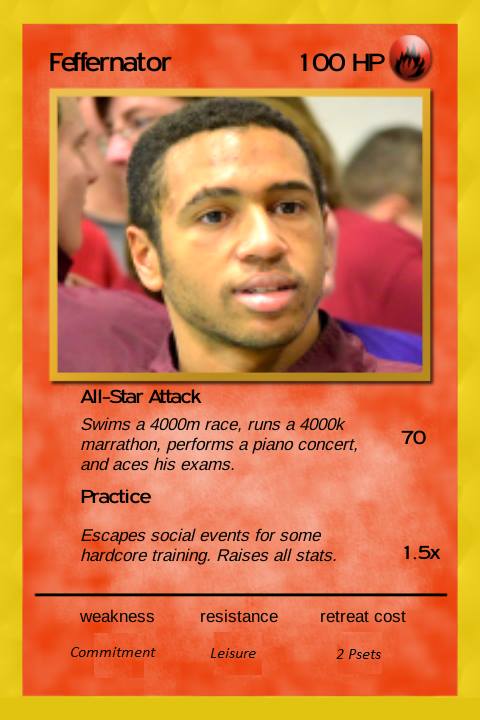 Feffernator 100 HP
All-Star Attack
Swims a 4000m race, runs a 4000k
marrathon, performs a piano concert,
and aces his exams.
70
Practice
Escapes social events for some
hardcore training. Raises all stats.
1.5x
weakness resistance retreat cost
Commitment Leisure 2 Psets